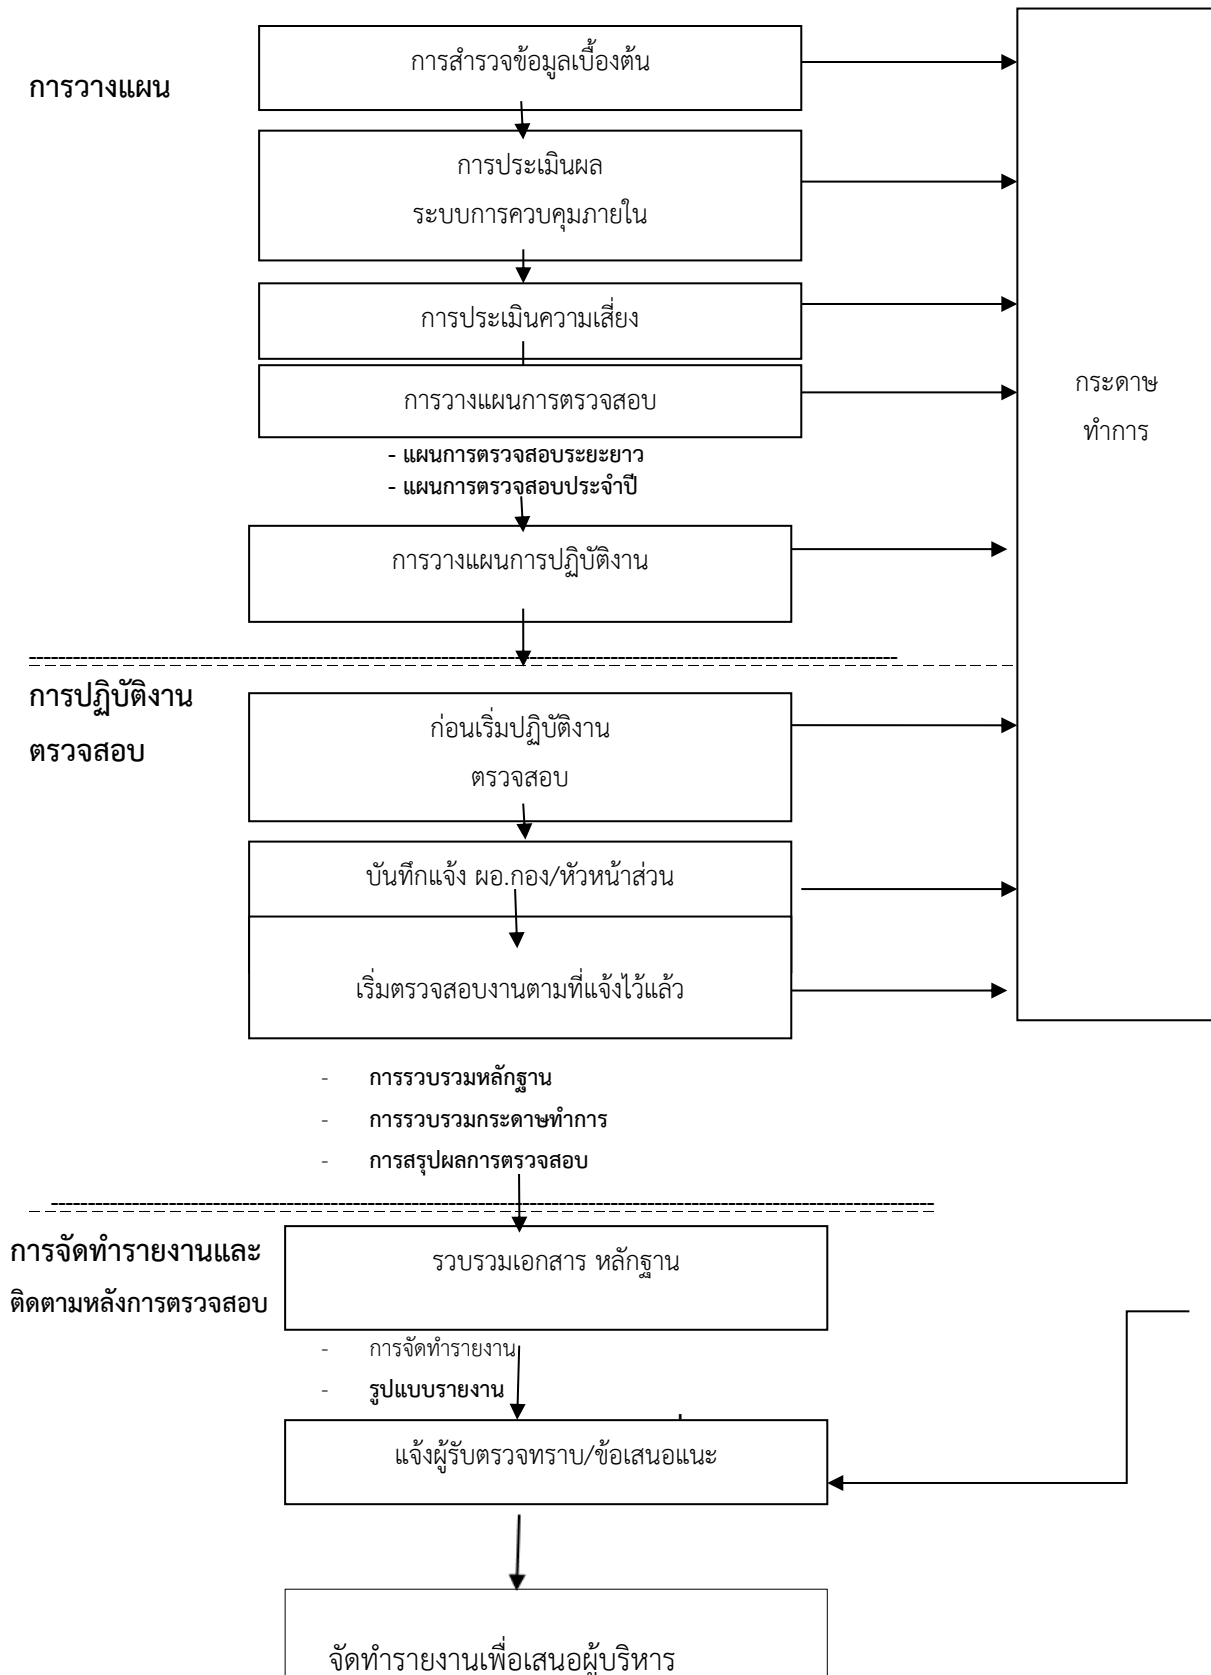 การสำรวจข้อมูลเบื้องต้น
การวางแผน
การประเมินผล
ระบบการควบคุมภายใน
การประเมินความเสี่ยง
กระดาษ
ทำการ
การวางแผนการตรวจสอบ
- แผนการตรวจสอบระยะยาว
- แผนการตรวจสอบประจำปี
การวางแผนการปฏิบัติงาน
การปฏิบัติงาน
ตรวจสอบ
ก่อนเริ่มปฏิบัติงาน
ตรวจสอบ
บันทึกแจ้ง ผอ.กอง/หัวหน้าส่วน
เริ่มตรวจสอบงานตามที่แจ้งไว้แล้ว
- การรวบรวมหลักฐาน
- การรวบรวมกระดาษทำการ
- การสรุปผลการตรวจสอบ
การจัดทำรายงานและ
ติดตามหลังการตรวจสอบ
รวบรวมเอกสาร หลักฐาน
- การจัดทำรายงาน
- รูปแบบรายงาน
แจ้งผู้รับตรวจทราบ/ข้อเสนอแนะ
จัดทำรายงานเพื่อเสนอผู้บริหาร